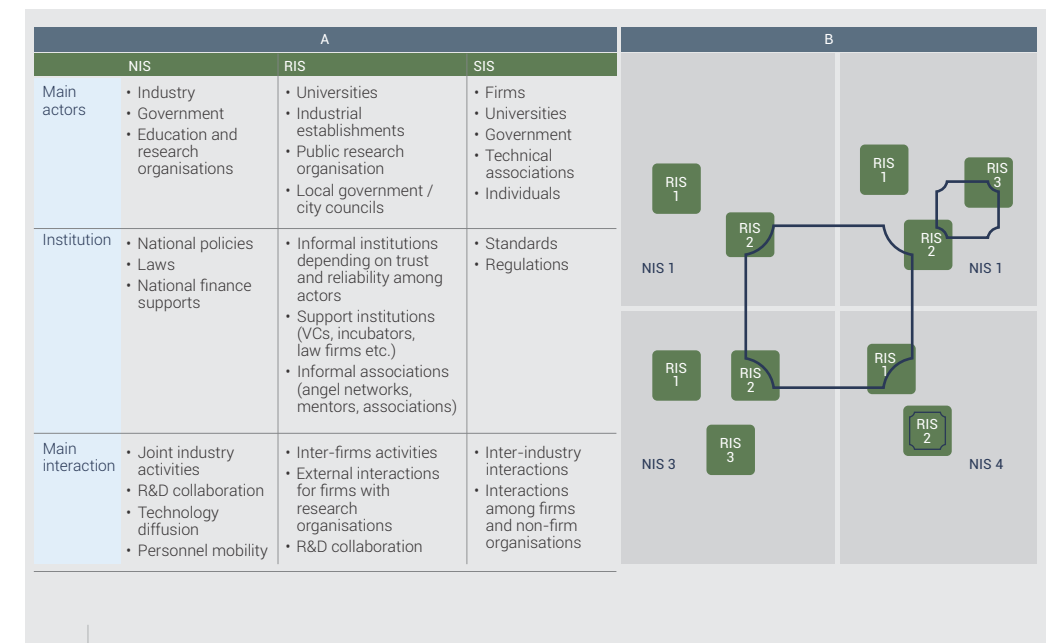 A
NIS RIS SIS
Main
actors
• Industry
• Government
• Education and
research
organisations
• Universities
• Industrial
establishments
• Public research
organisation
• Local government /
city councils
• Firms
• Universities
• Government
• Technical
associations
• Individuals
Institution
• National policies
• Laws
• National finance
supports
• Informal institutions
depending on trust
and reliability among
actors
• Support institutions
(VCs, incubators,
law firms etc.)
• Informal associations
(angel networks,
mentors, associations)
• Standards
• Regulations
Main
interaction
• Joint industry
activities
• R&D collaboration
• Technology
diffusion
• Personnel mobility
• Inter-firms activities
• External interactions
for firms with
research
organisations
• R&D collaboration
• Inter-industry
interactions
• Interactions
among firms
and non-firm
organisations
B
RIS
1
RIS
2
NIS 1
RIS
1
RIS
3
RIS
2
NIS 1
RIS
1
RIS
2
RIS
3
NIS 3
RIS
1
RIS
2
NIS 4